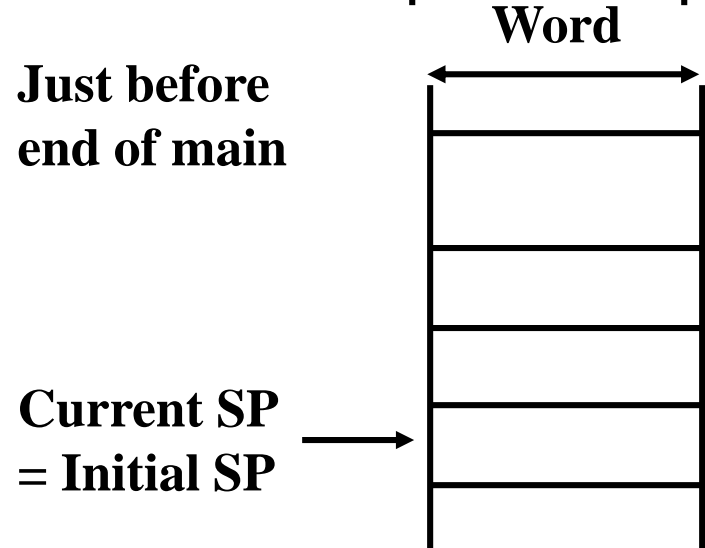 Word
Just before
end of main
Current SP
= Initial SP